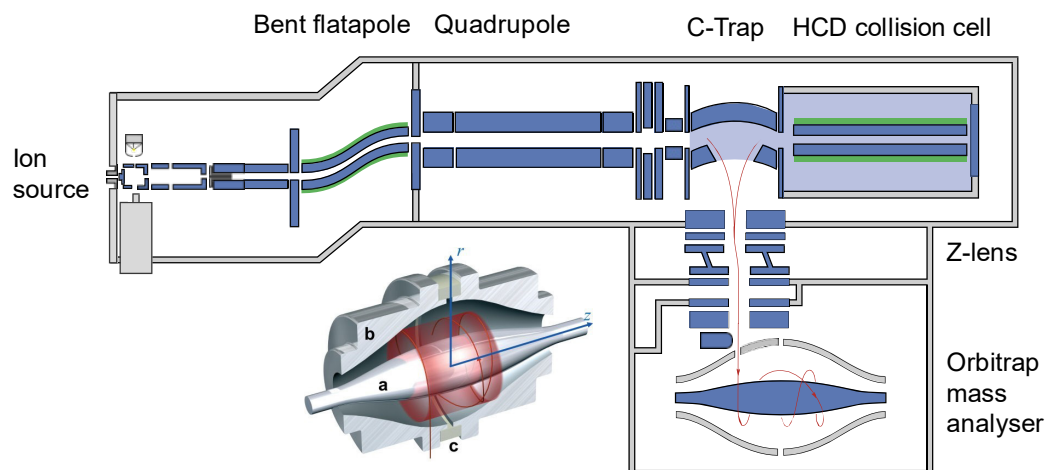 Bent flatapole
Quadrupole
C-Trap
HCD collision cell
Ion
source
Z-lens
r
z
b
a
c
Orbitrap
mass
analyser